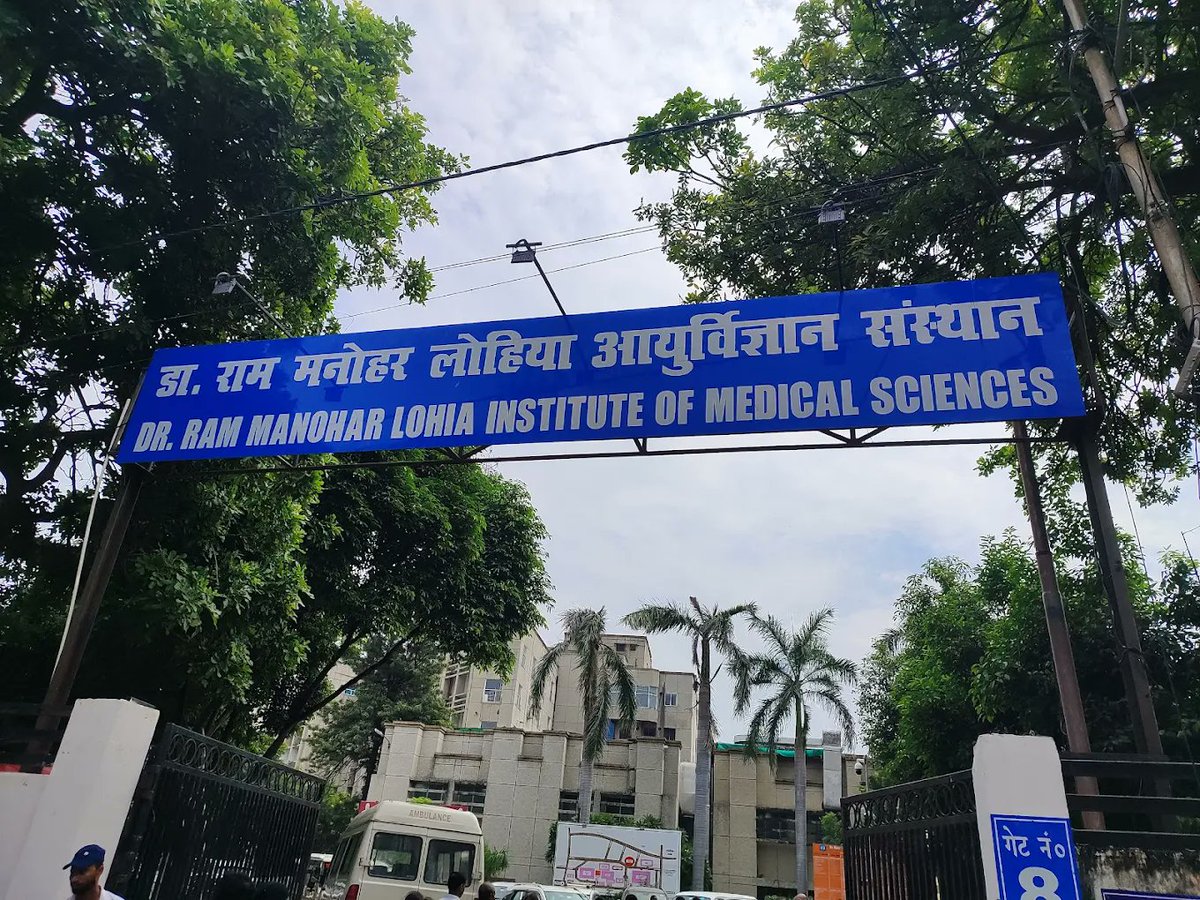 डा. राम मनोहर लोहिया आयुर्विज्ञान संस्थान
DR. RAM MANOHAR LOHIA INSTITUTE OF MEDICAL SCIENCES
AMBULANCE
गेट नं०
8